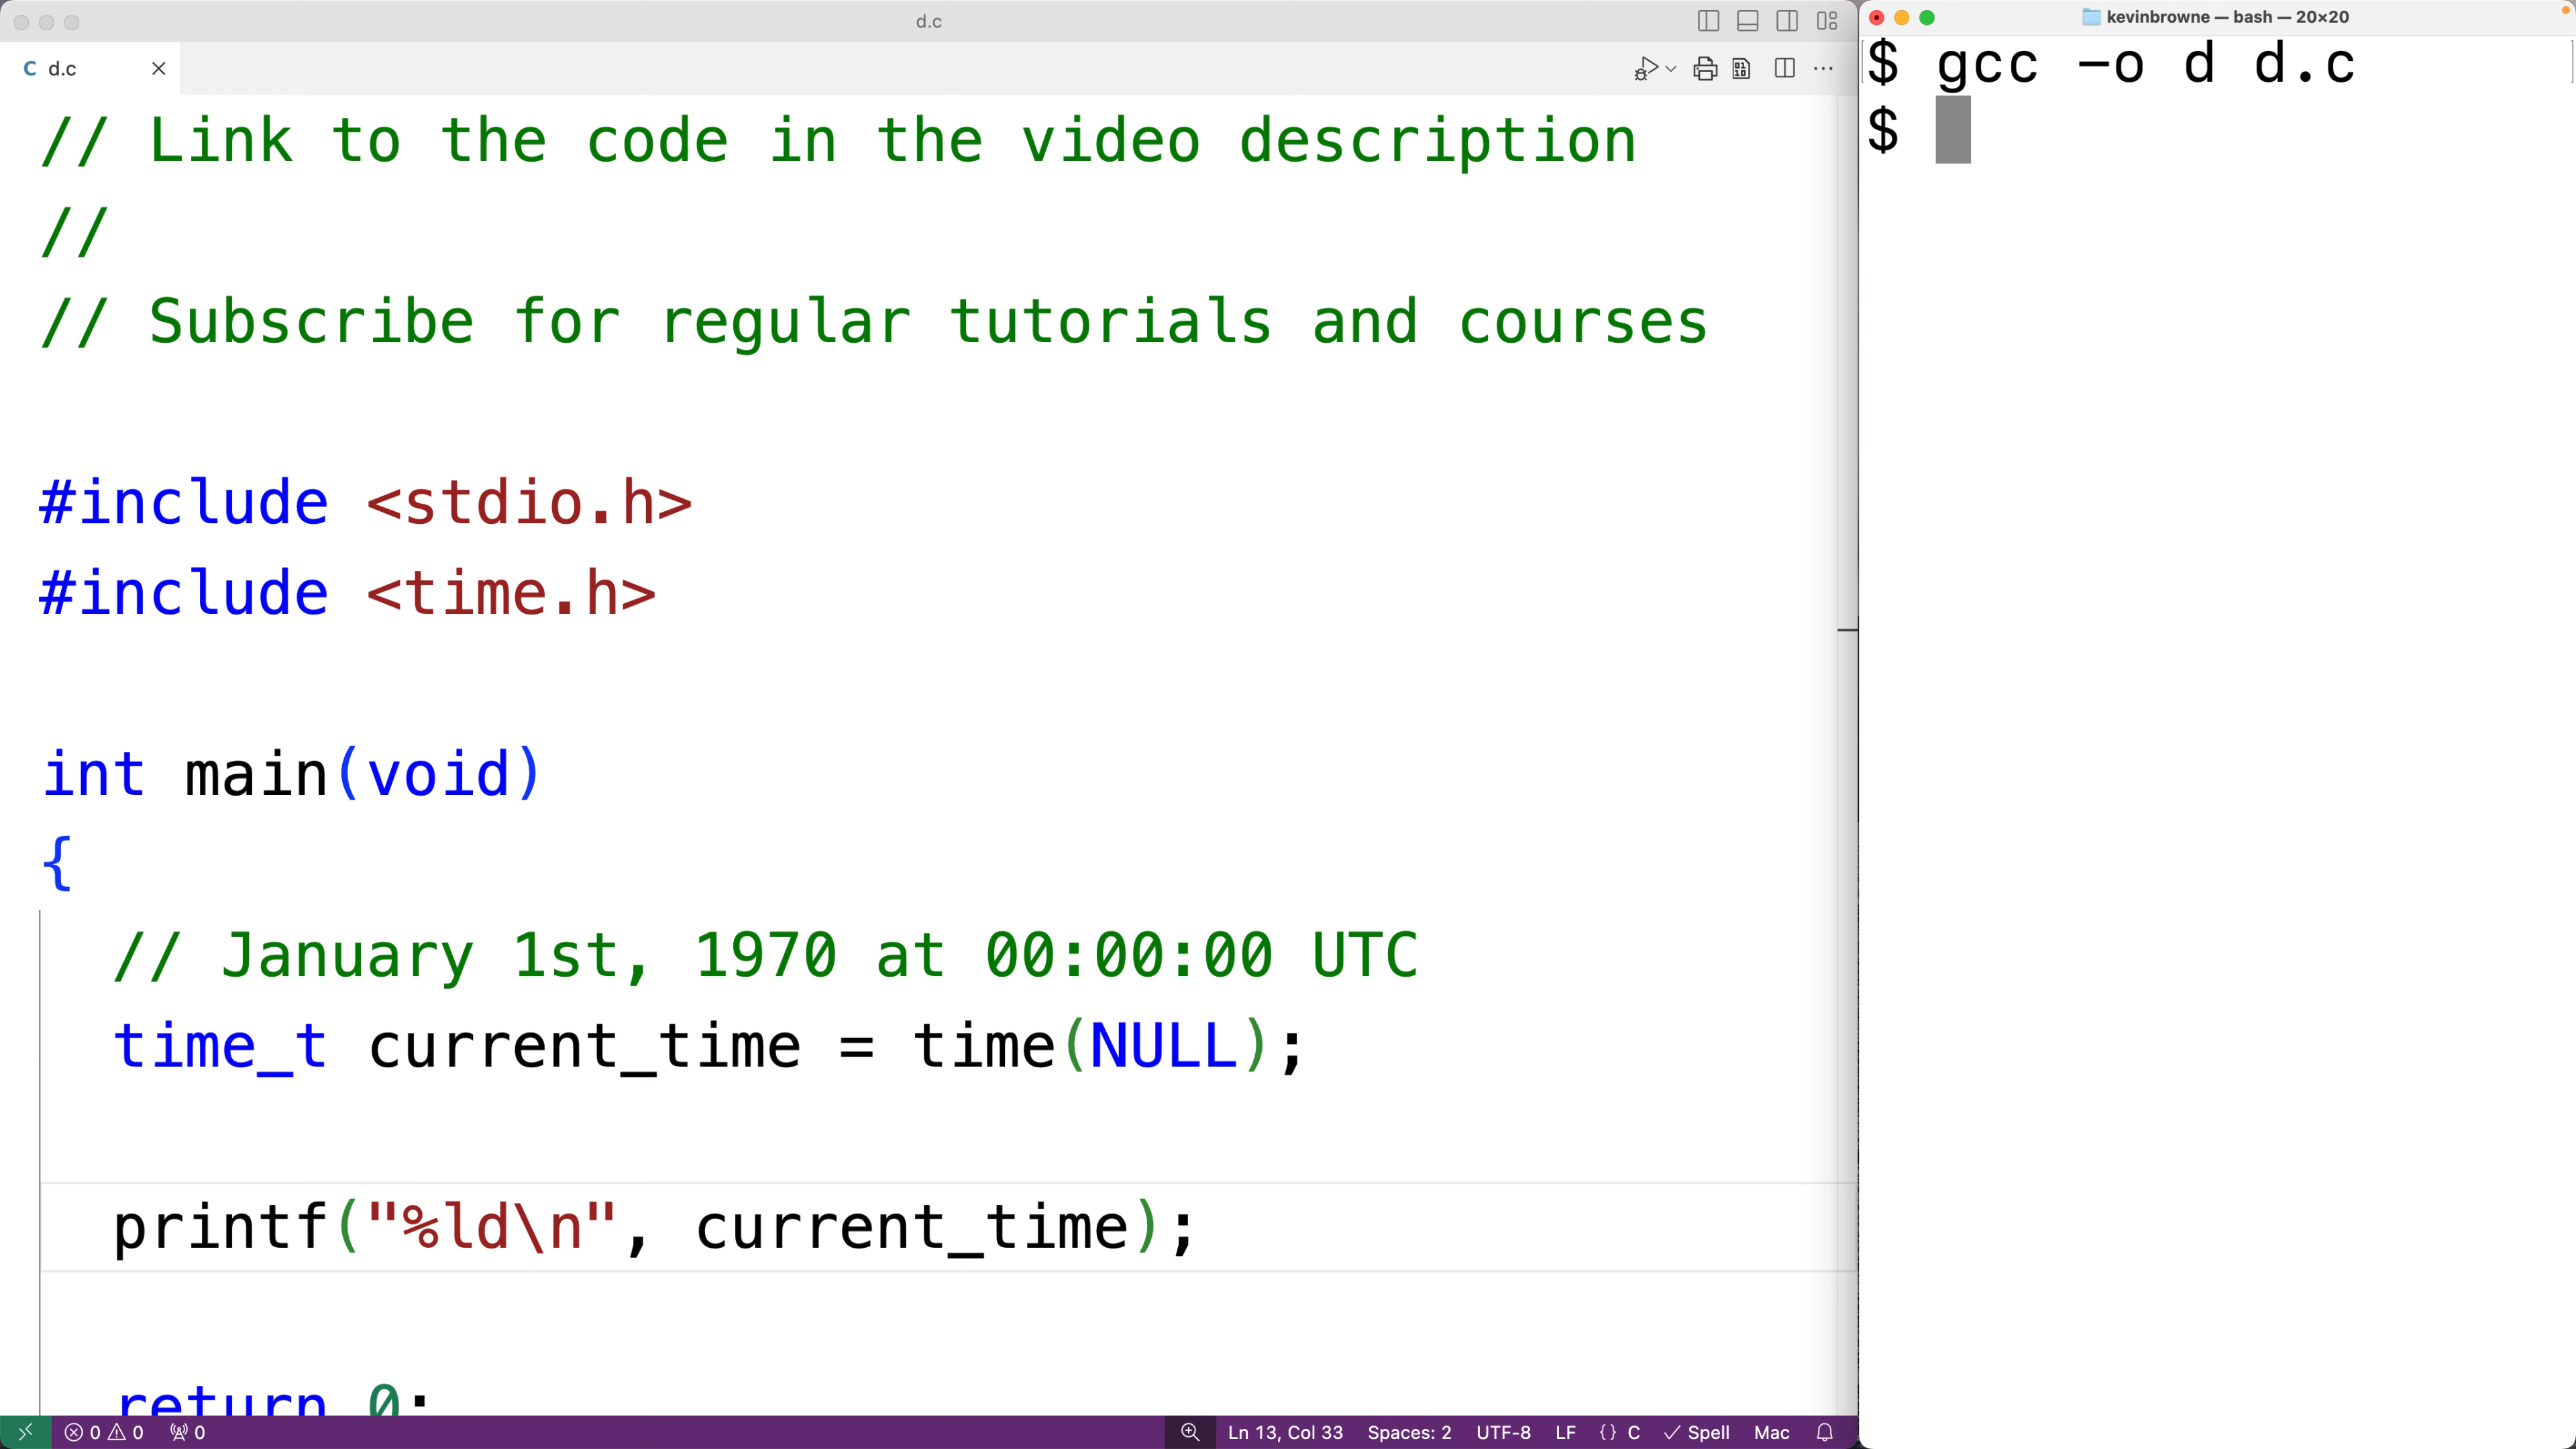 d.c
C d.c
// Link to the code in the video description
//
// Subscribe for regular tutorials and courses
#include <stdio.h>
#include <time.h>
int main(void)
{
// January 1st, 1970 at 00:00:00 UTC
time_t current_time = time(NULL);
printf("%ld\n", current_time);
return 0;
0 0 0 Ln 13, Col 33 Spaces: 2 UTF-8 LF {} C Spell Mac
kevinbrowne — bash — 20×20
$ gcc -o d d.c
$